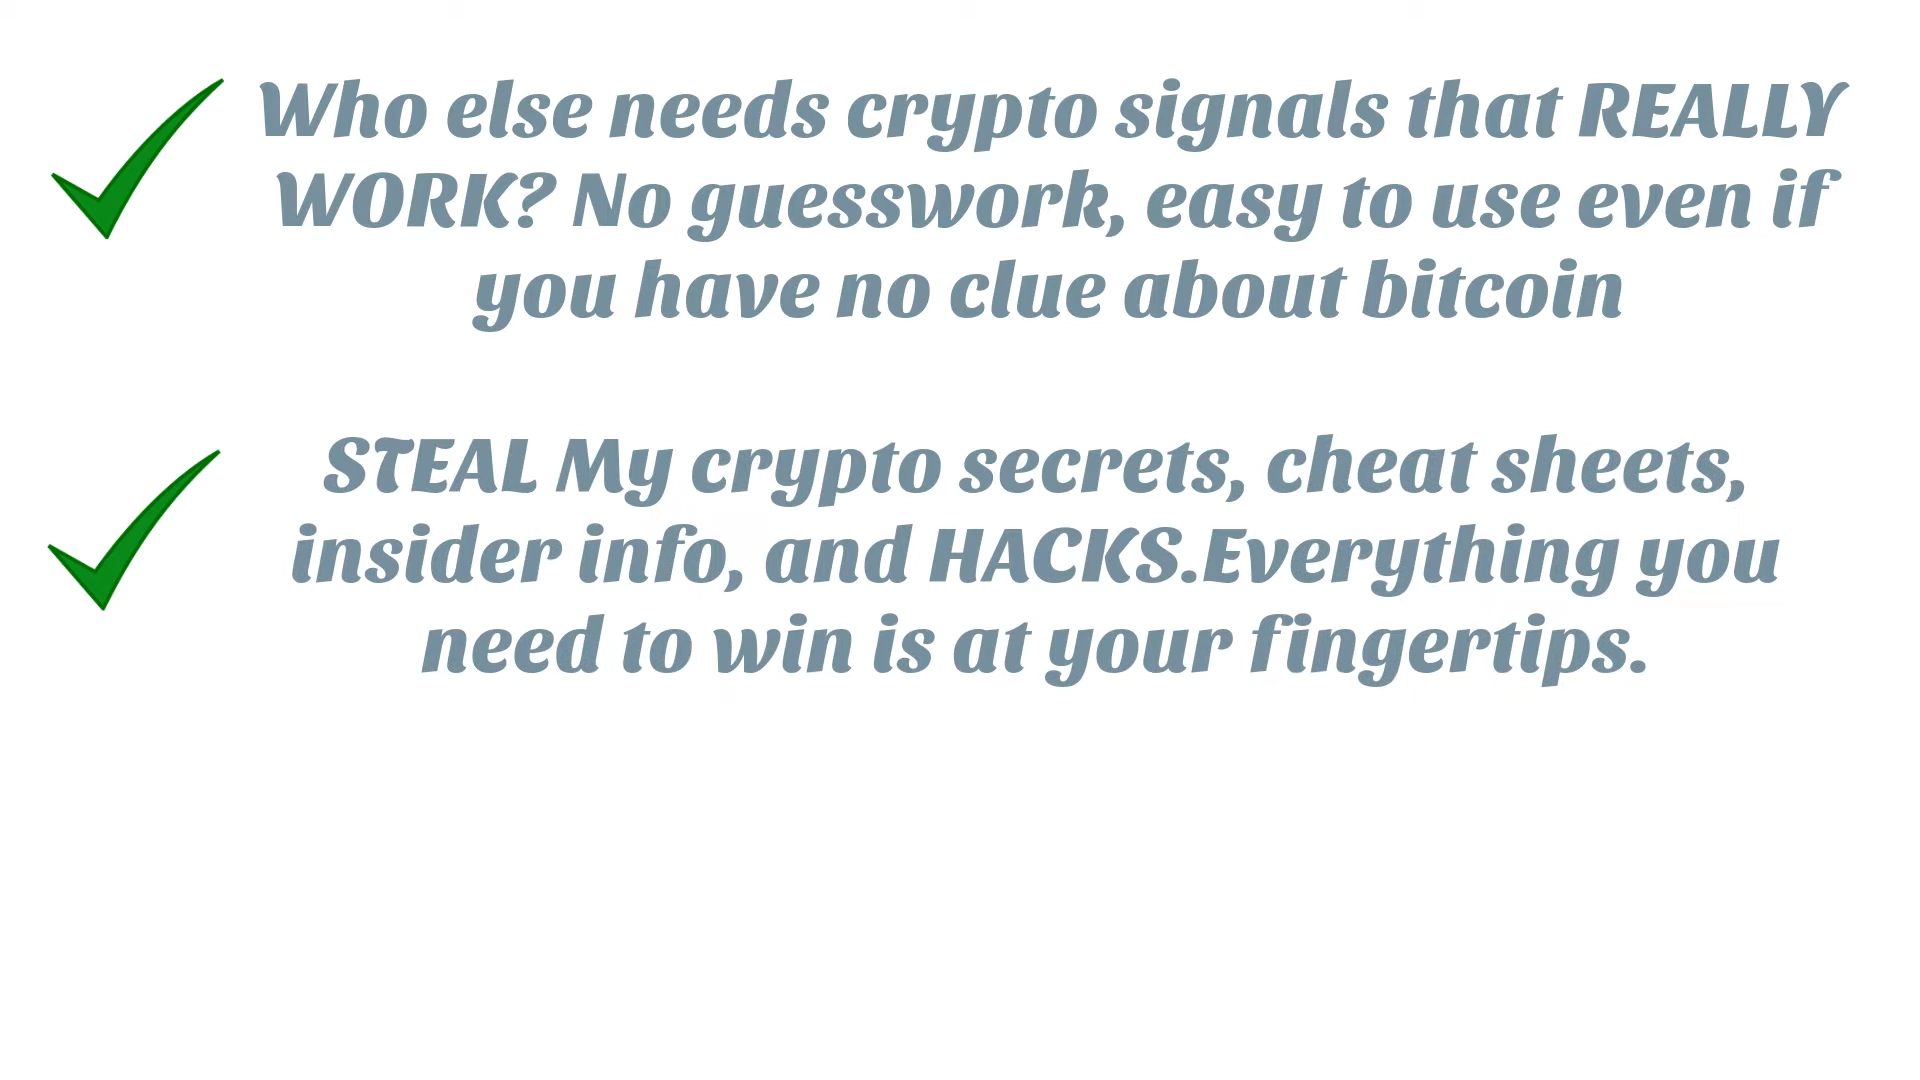 Who else needs crypto signals that REALLY
WORK? No guesswork, easy to use even if
you have no clue about bitcoin
STEAL My crypto secrets, cheat sheets,
insider info, and HACKS.Everything you
need to win is at your fingertips.